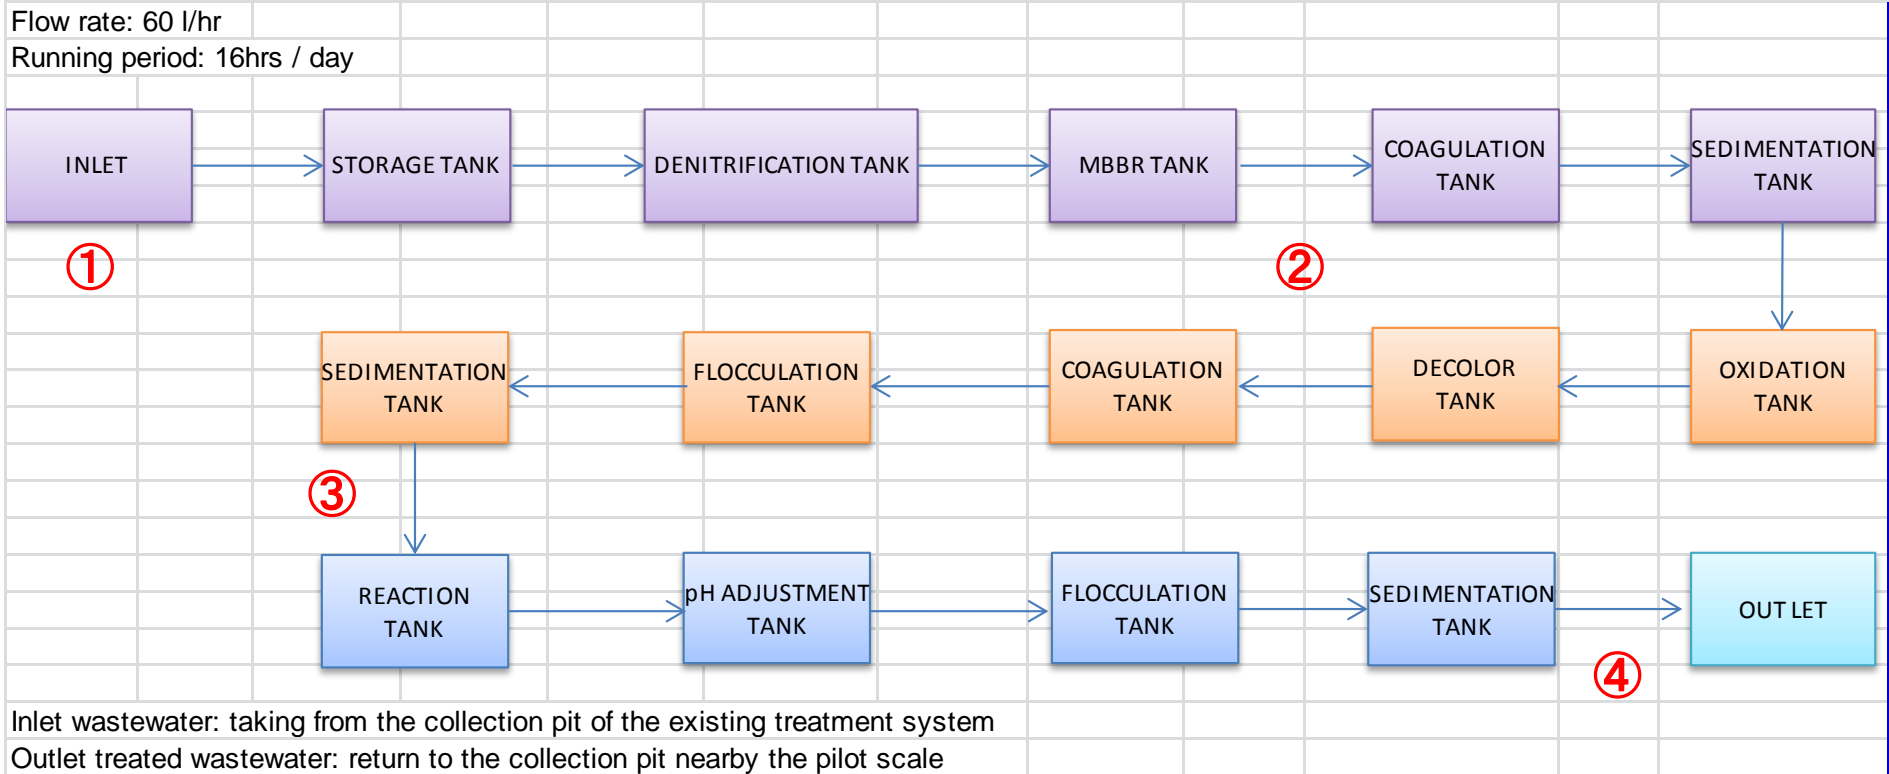 Flow rate: 60 l/hr
Running period: 16hrs / day
INLET
STORAGE TANK
DENITRIFICATION TANK
MBBR TANK
COAGULATION
TANK
SEDIMENTATION
TANK
①
②
SEDIMENTATION
TANK
FLOCCULATION
TANK
COAGULATION
TANK
DECOLOR
TANK
OXIDATION
TANK
③
REACTION
TANK
pH ADJUSTMENT
TANK
FLOCCULATION
TANK
SEDIMENTATION
TANK
OUTLET
④
Inlet wastewater: taking from the collection pit of the existing treatment system
Outlet treated wastewater: return to the collection pit nearby the pilot scale